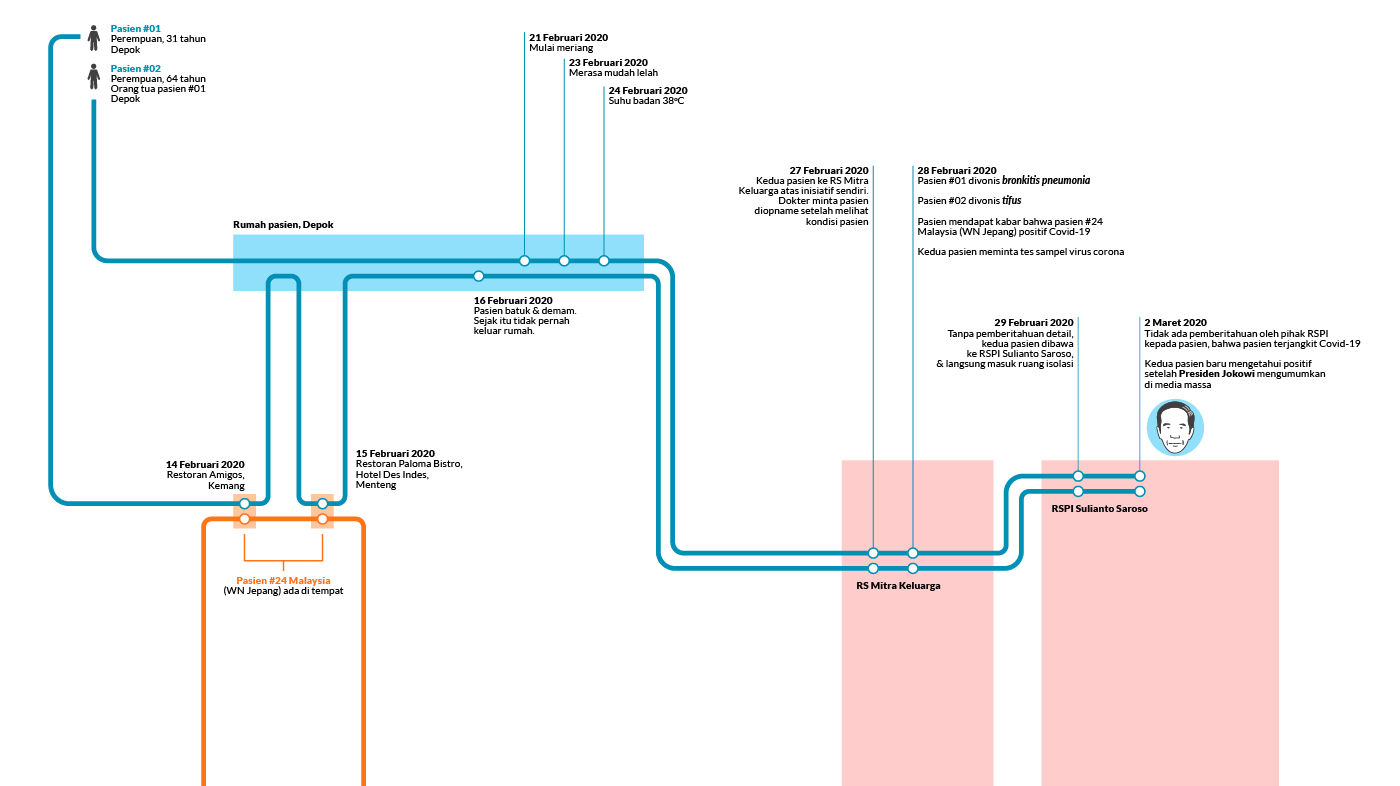 Pasien #01
Perempuan, 31 tahun
Depok
Pasien #02
Perempuan, 64 tahun
Orang tua pasien #01
Depok
21 Februari 2020
Mulai meriang
23 Februari 2020
Merasa mudah lelah
24 Februari 2020
Suhu badan 38ºC
Rumah pasien, Depok
16 Februari 2020
Pasien batuk & demam.
Sejak itu tidak pernah
keluar rumah.
14 Februari 2020
Restoran Amigos,
Kemang
15 Februari 2020
Restoran Paloma Bistro,
Hotel Des Indes,
Menteng
Pasien #24 Malaysia
(WN Jepang) ada di tempat
27 Februari 2020
Kedua pasien ke RS Mitra
Keluarga atas inisiatif sendiri.
Dokter minta pasien
diopname setelah melihat
kondisi pasien
28 Februari 2020
Pasien #01 divonis bronkitis pneumonia
Pasien #02 divonis tifus
Pasien mendapat kabar bahwa pasien #24
Malaysia (WN Jepang) positif Covid-19
Kedua pasien meminta tes sampel virus corona
RS Mitra Keluarga
29 Februari 2020
Tanpa pemberitahuan detail,
kedua pasien dibawa
ke RSPI Sulianto Saroso,
& langsung masuk ruang isolasi
2 Maret 2020
Tidak ada pemberitahuan oleh pihak RSPI
kepada pasien, bahwa pasien terjangkit Covid-19
Kedua pasien baru mengetahui positif
setelah Presiden Jokowi mengumumkan
di media massa
RSPI Sulianto Saroso